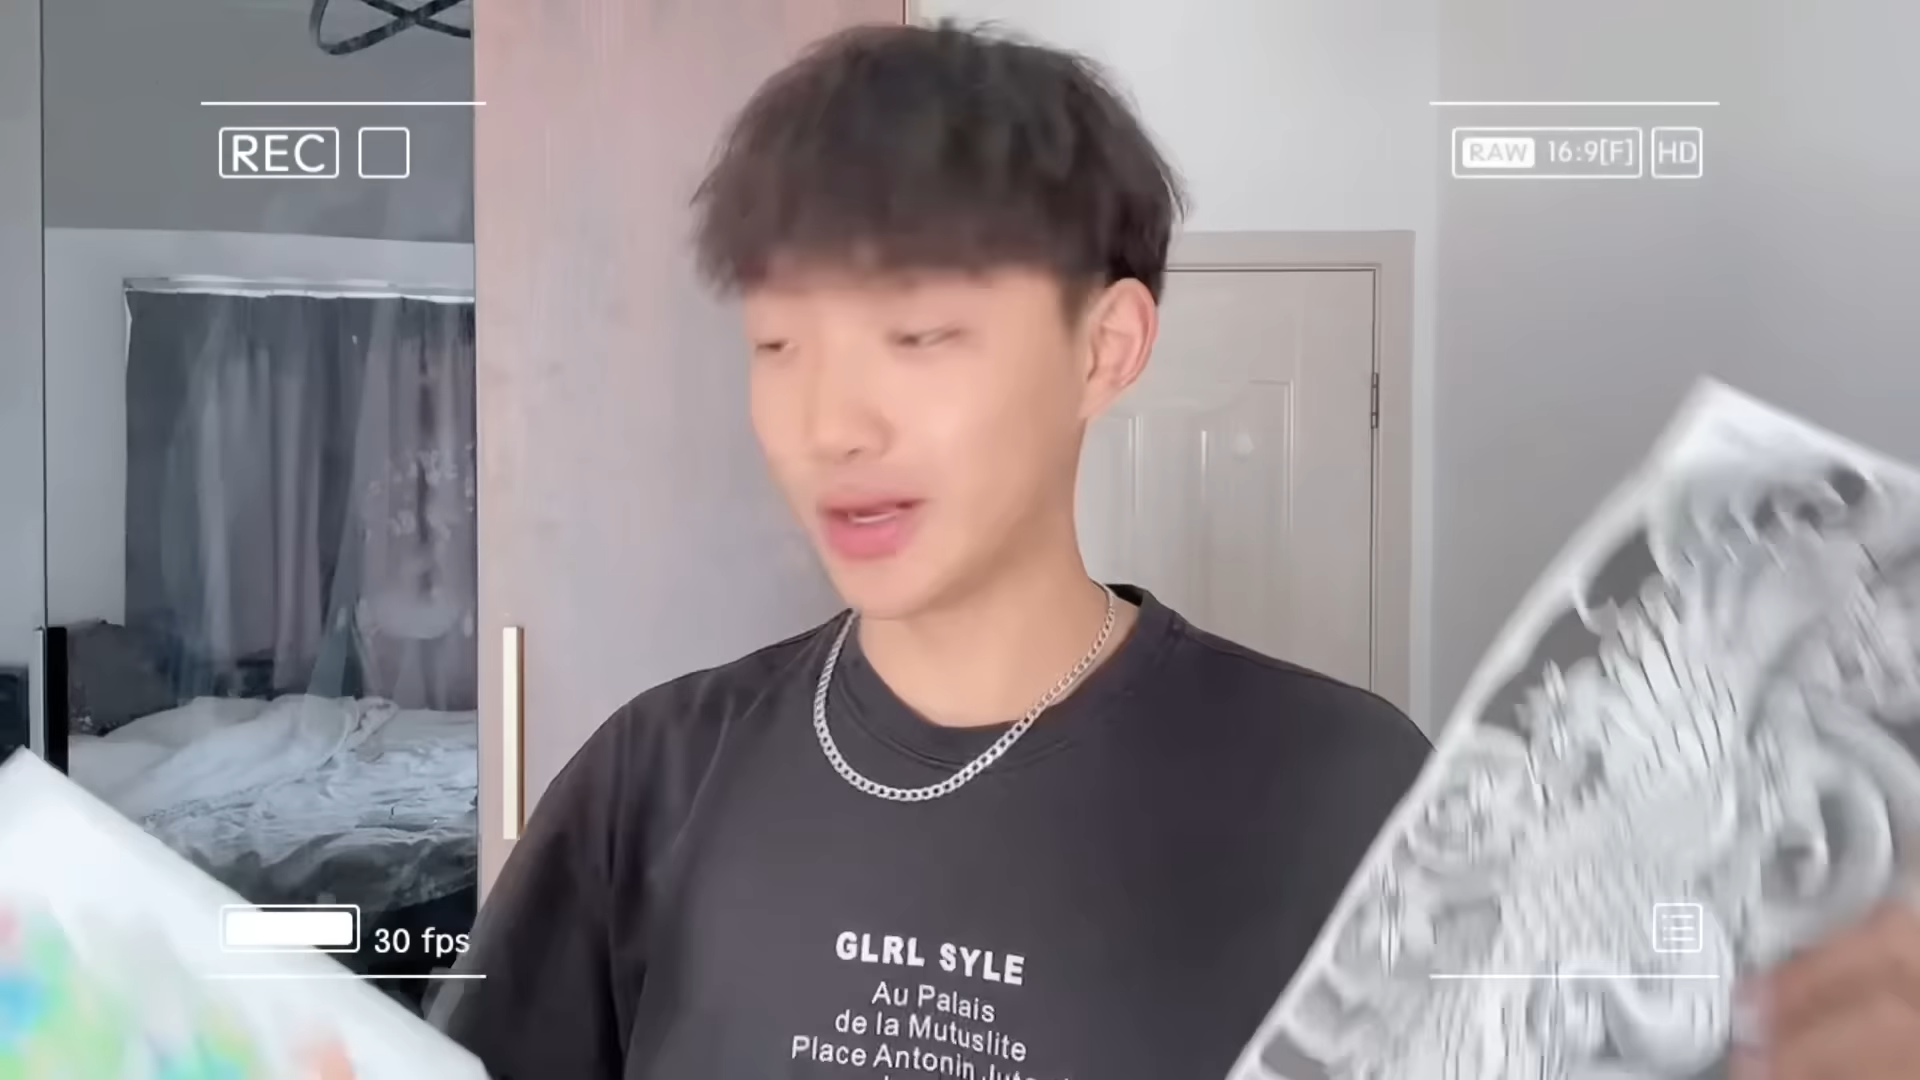 REC
RAW 16:9[F] HD
30 fps
GLRL SYLE
Au Palais
de la Mutuslite
Place Antonin